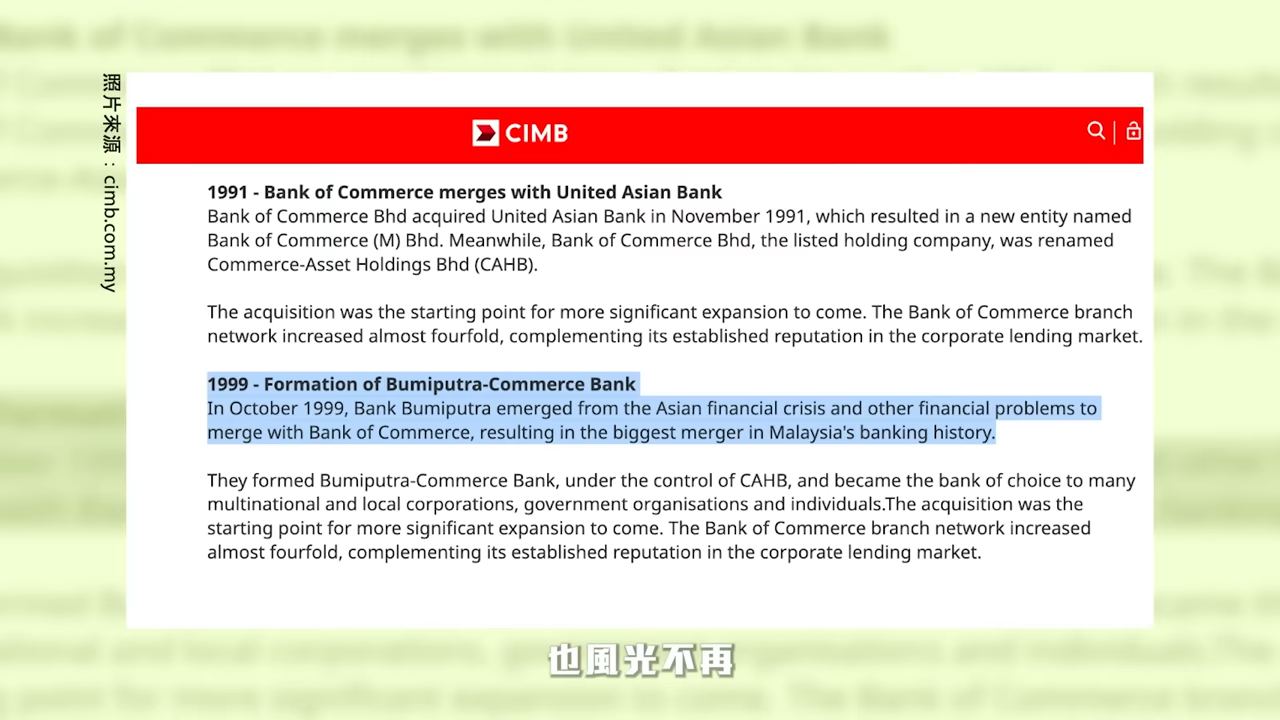 照片來源：cimb.com.my
CIMB
1991 - Bank of Commerce merges with United Asian Bank
Bank of Commerce Bhd acquired United Asian Bank in November 1991, which resulted in a new entity named
Bank of Commerce (M) Bhd. Meanwhile, Bank of Commerce Bhd, the listed holding company, was renamed
Commerce-Asset Holdings Bhd (CAHB).
The acquisition was the starting point for more significant expansion to come. The Bank of Commerce branch
network increased almost fourfold, complementing its established reputation in the corporate lending market.
1999 - Formation of Bumiputra-Commerce Bank
In October 1999, Bank Bumiputra emerged from the Asian financial crisis and other financial problems to
merge with Bank of Commerce, resulting in the biggest merger in Malaysia's banking history.
They formed Bumiputra-Commerce Bank, under the control of CAHB, and became the bank of choice to many
multinational and local corporations, government organisations and individuals.The acquisition was the
starting point for more significant expansion to come. The Bank of Commerce branch network increased
almost fourfold, complementing its established reputation in the corporate lending market.
也風光不再